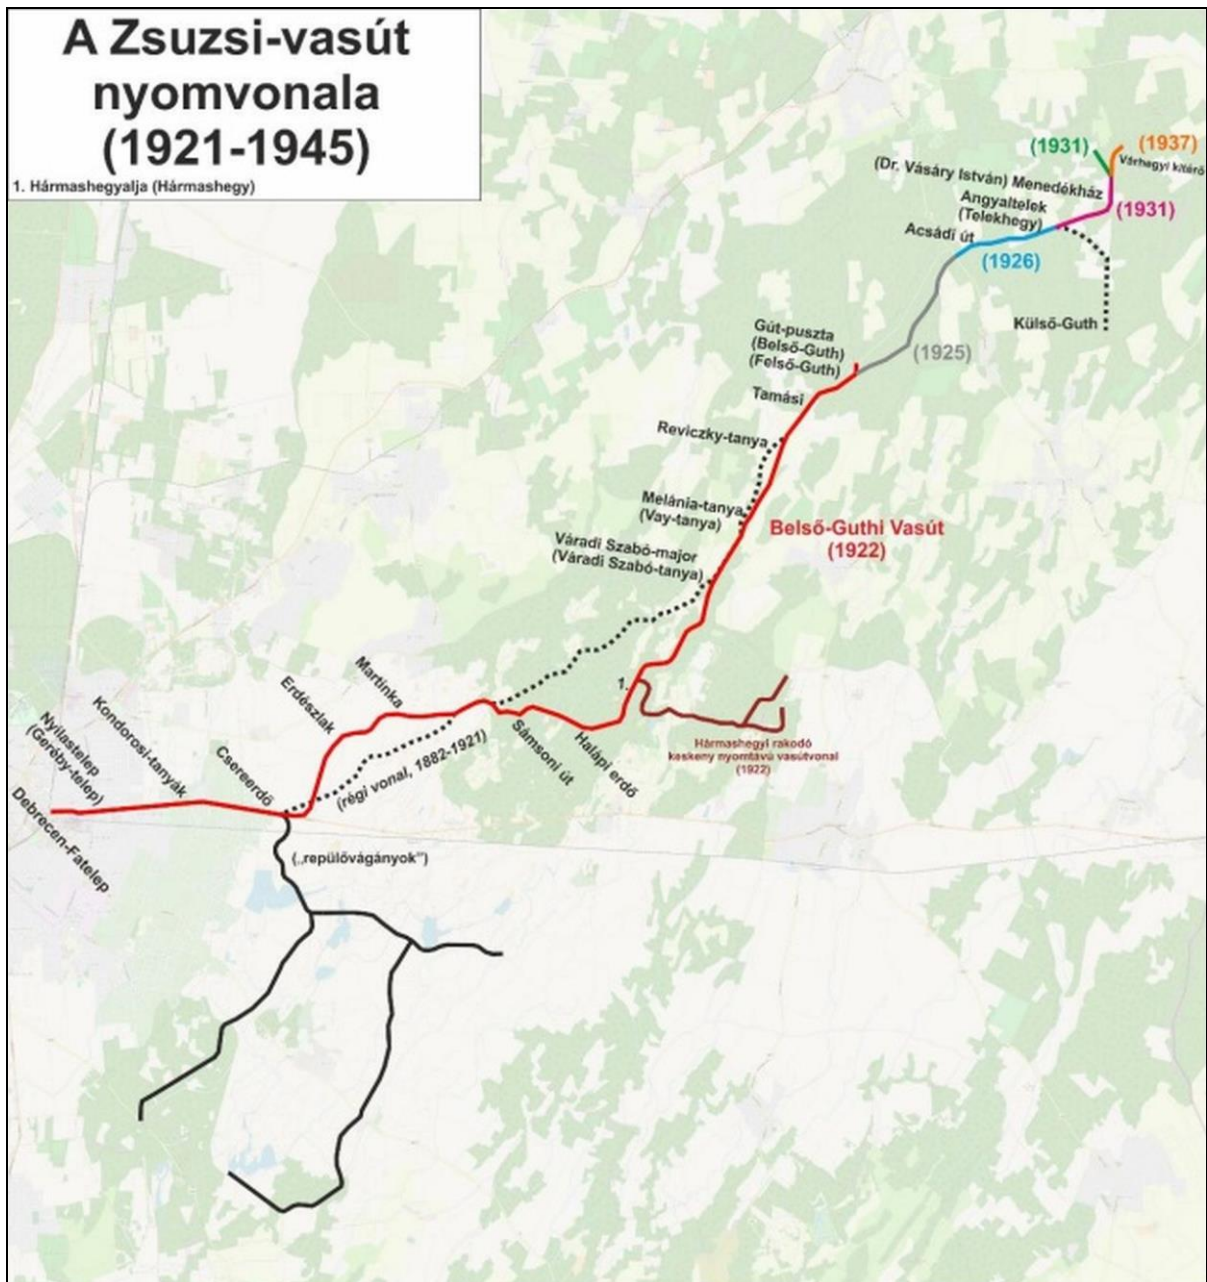 A Zsuzsi-vasút
nyomvonala
(1921-1945)
1. Hármashegyalja (Hármashegy)
(1931)
(1937)
Várhegyi kitérő
(Dr. Vásáry István) Menedékház
(1931)
Angyaltelek
(Telekhegy)
Acsádi út
(1926)
Külső-Guth
Gút-puszta
(Belső-Guth)
(Felső-Guth)
(1925)
Tamási
Reviczky-tanya
Melánia-tanya
(Vay-tanya)
Belső-Guthi Vasút
(1922)
Váradi Szabó-major
(Váradi Szabó-tanya)
1.
Martinka
Erdészlak
Kondorosi-tanyák
Nyilastelep
(Geréby-telep)
Csereerdő
(régi vonal, 1882-1921)
Sámsoni út
Halápi erdő
Hármashegyi rakodó
keskeny nyomtávú vasútvonal
(1922)
Debrecen-Fatelep
(„repülővágányok”)